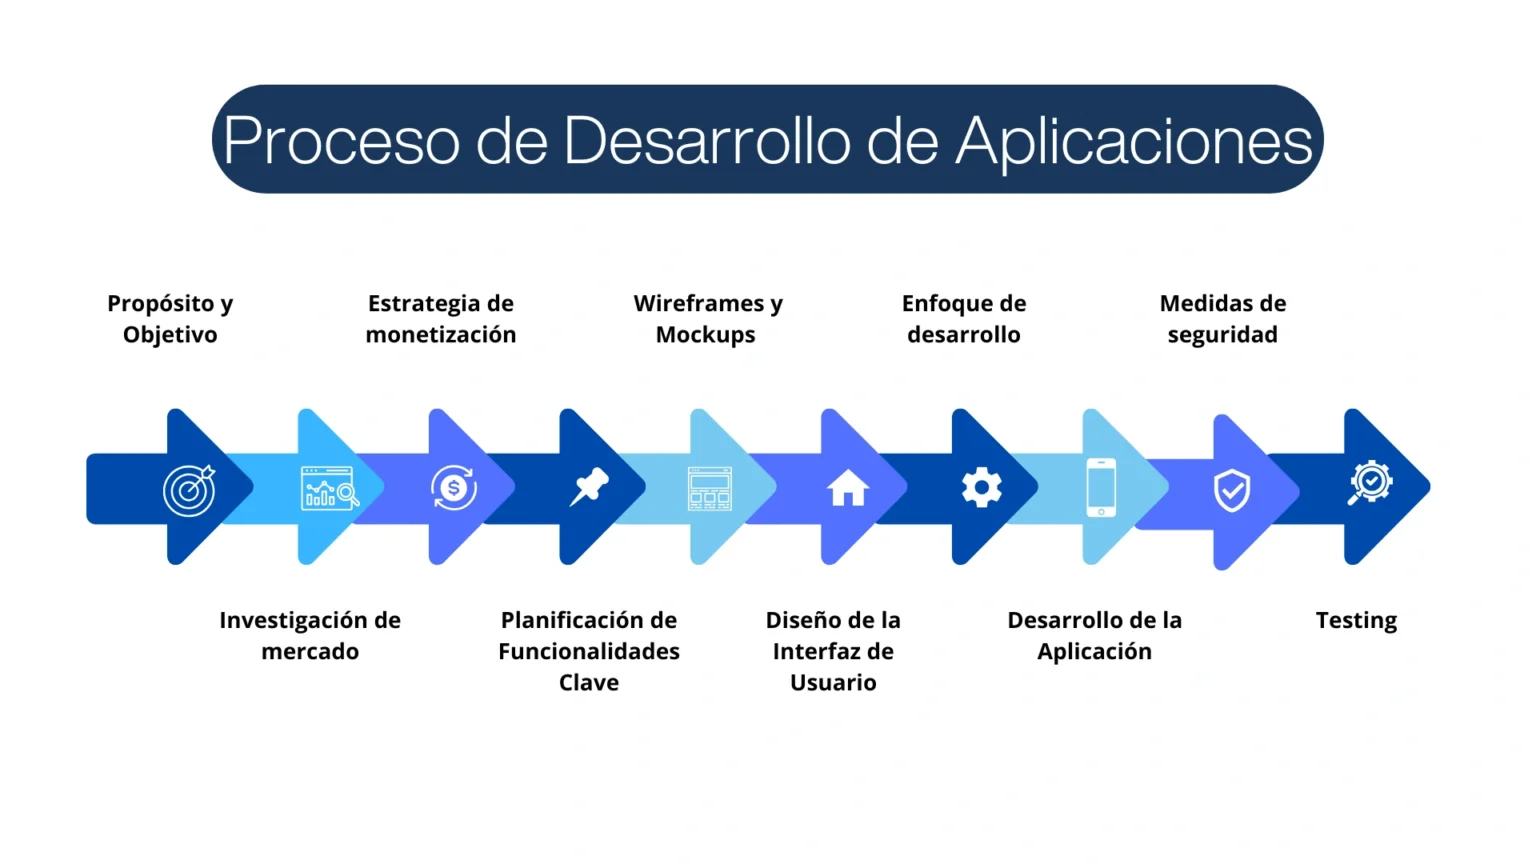 Proceso de Desarrollo de Aplicaciones
Propósito y
Objetivo
Estrategia de
monetización
Wireframes y
Mockups
Enfoque de
desarrollo
Medidas de
seguridad
$
Investigación de
mercado
Planificación de
Funcionalidades
Clave
Diseño de la
Interfaz de
Usuario
Desarrollo de la
Aplicación
Testing